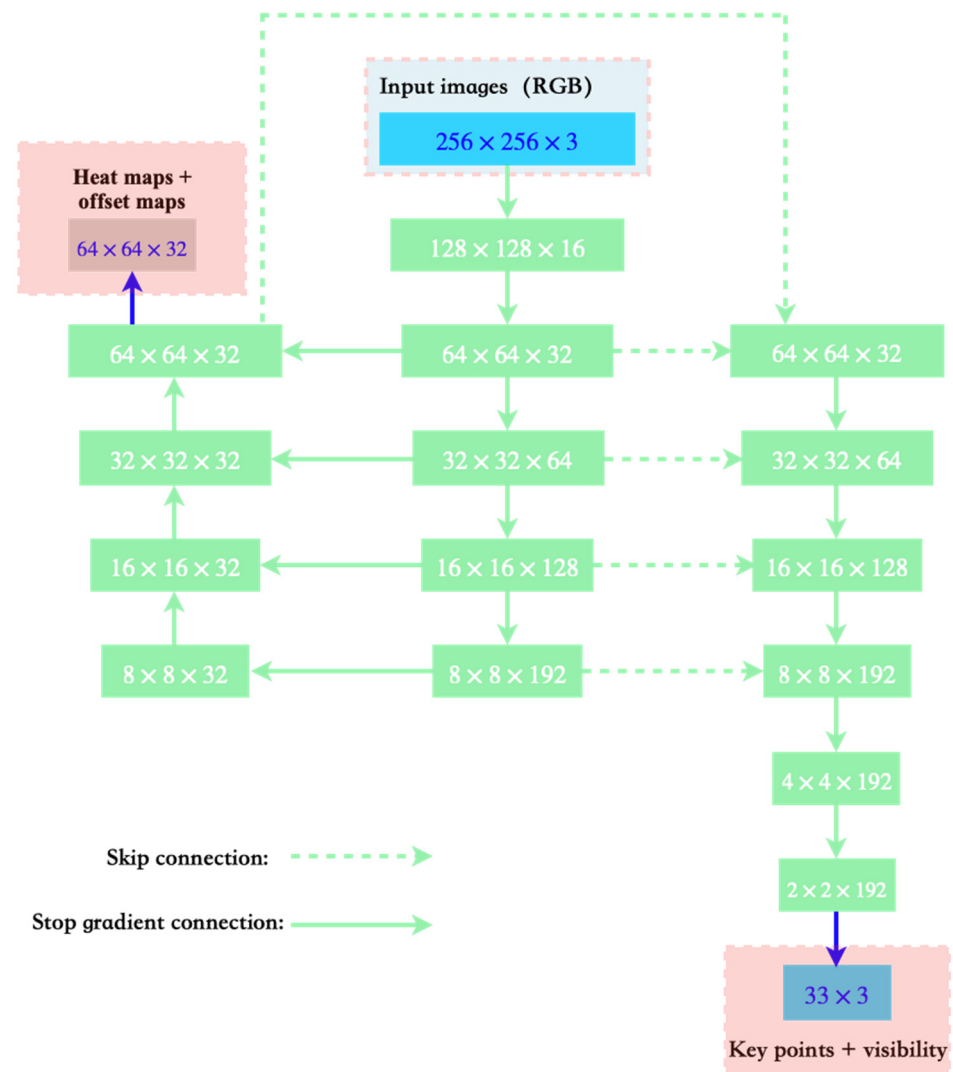 Input images（RGB）
256 × 256 × 3
Heat maps +
offset maps
64 × 64 × 32
128 × 128 × 16
64 × 64 × 32
64 × 64 × 32
64 × 64 × 32
32 × 32 × 32
32 × 32 × 64
32 × 32 × 64
16 × 16 × 32
16 × 16 × 128
16 × 16 × 128
8 × 8 × 32
8 × 8 × 192
8 × 8 × 192
4 × 4 × 192
Skip connection:
2 × 2 × 192
Stop gradient connection:
33 × 3
Key points + visibility